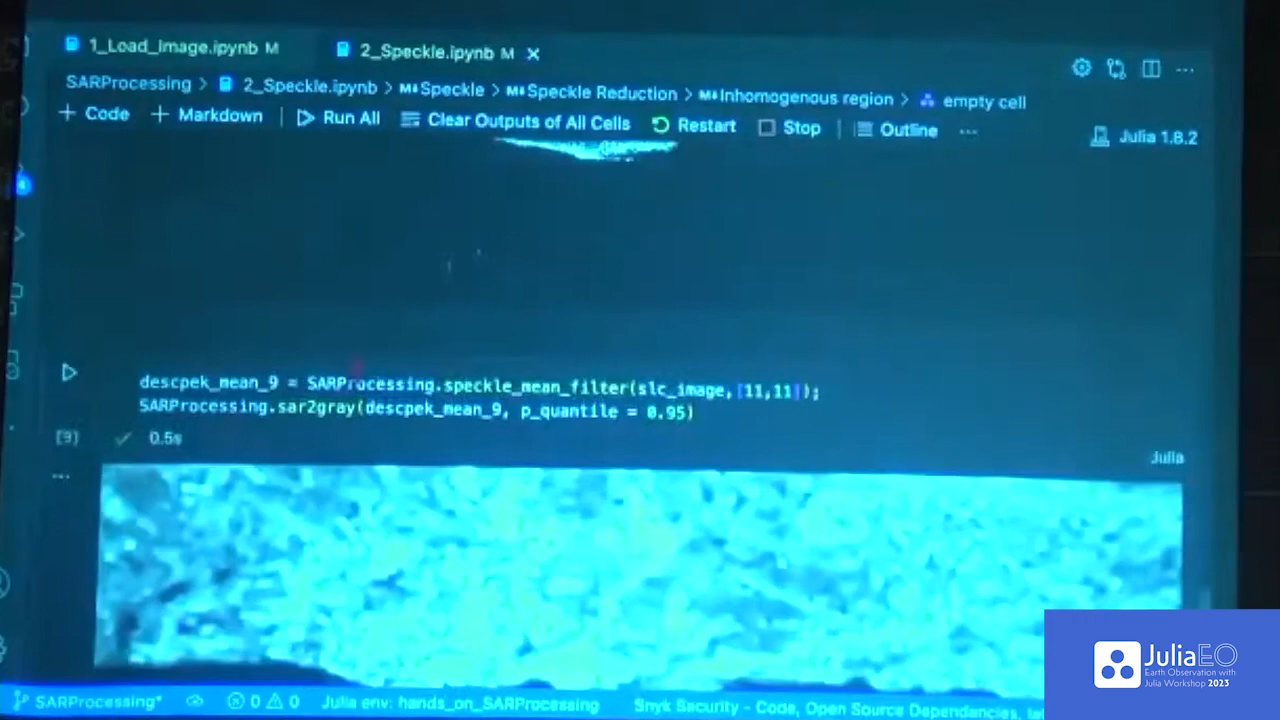 1_Load_Image.ipynb M
2_Speckle.ipynb M
SARProcessing > 2_Speckle.ipynb > M↓Speckle > M↓Speckle Reduction > M↓Inhomogenous region > empty cell
+ Code + Markdown | Run All Clear Outputs of All Cells Restart Stop | Outline ...
Julia 1.8.2
descpek_mean_9 = SARProcessing.speckle_mean_filter(slc_image,[11,11]);
SARProcessing.sar2gray(descpek_mean_9, p_quantile = 0.95)
[9] 0.5s
Julia
...
SARProcessing* 0 0 Julia env: hands_on_SARProcessing Snyk Security - Code, Open Source Dependencies,
JuliaEO
Earth Observation with
Julia Workshop 2023